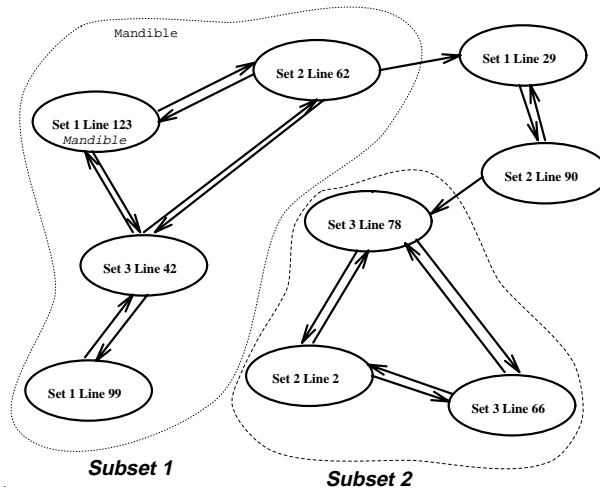 Mandible
Set 2 Line 62
Set 1 Line 29
Set 1 Line 123
Mandible
Set 2 Line 90
Set 3 Line 78
Set 3 Line 42
Set 2 Line 2
Set 1 Line 99
Set 3 Line 66
Subset 1
Subset 2